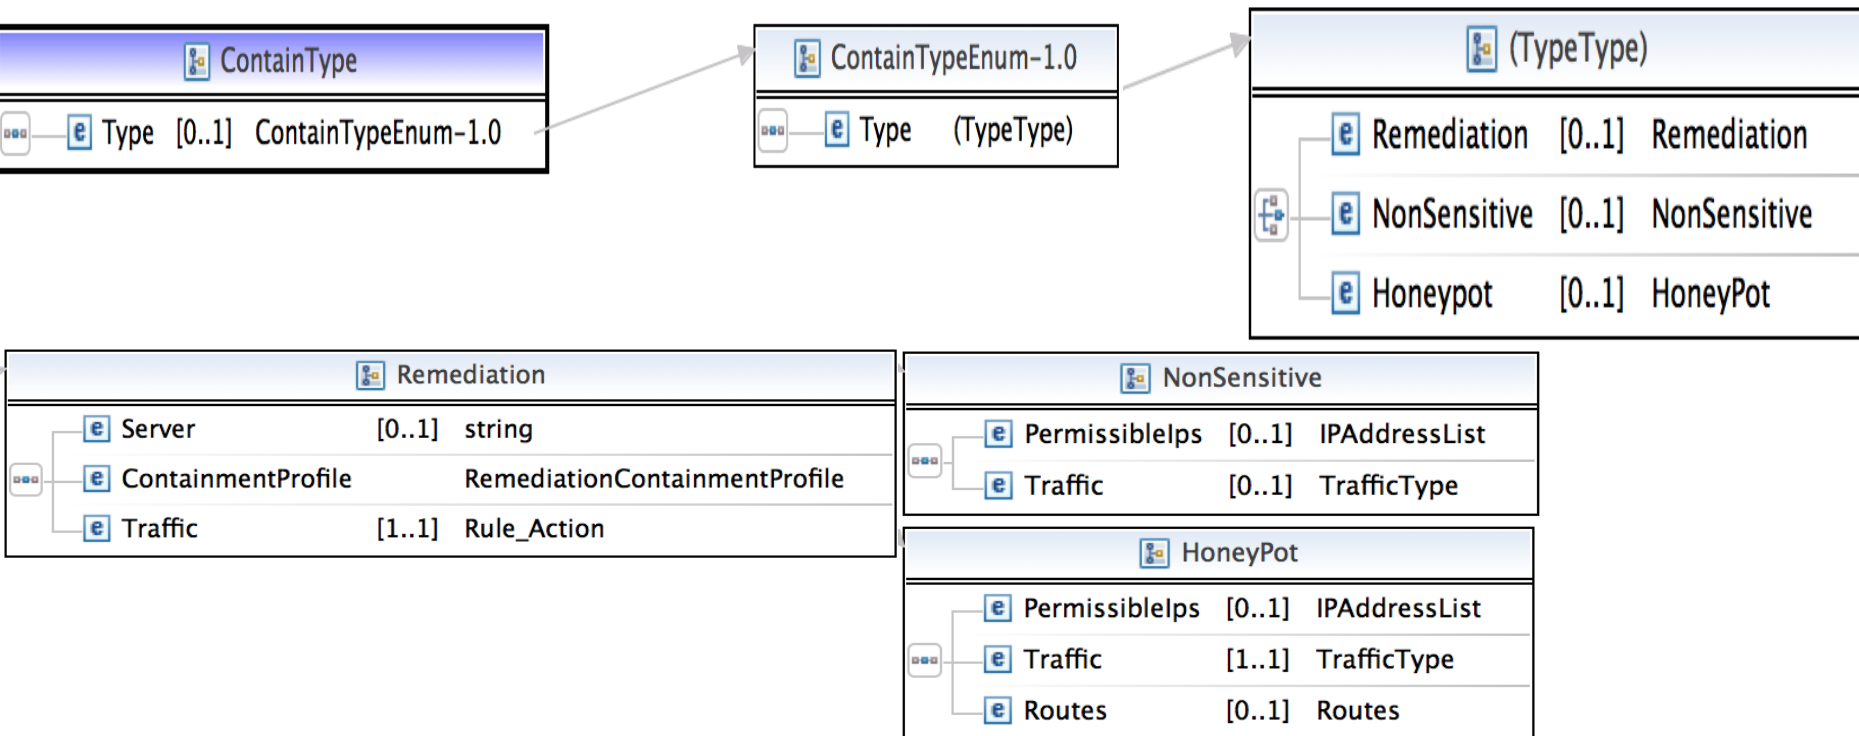 ContainType
e Type [0..1] ContainTypeEnum-1.0
ContainTypeEnum-1.0
e Type (TypeType)
(TypeType)
e Remediation [0..1] Remediation
e NonSensitive [0..1] NonSensitive
e Honeypot [0..1] HoneyPot
Remediation
e Server [0..1] string
e ContainmentProfile RemediationContainmentProfile
e Traffic [1..1] Rule_Action
NonSensitive
e PermissibleIps [0..1] IPAddressList
e Traffic [0..1] TrafficType
HoneyPot
e PermissibleIps [0..1] IPAddressList
e Traffic [1..1] TrafficType
e Routes [0..1] Routes